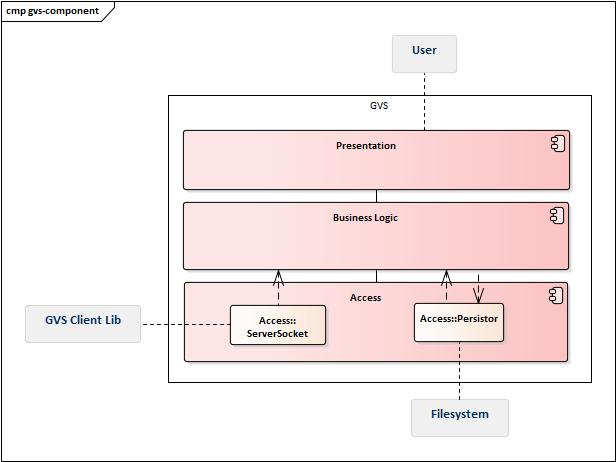 cmp gvs-component
User
GVS
Presentation
Business Logic
Access
GVS Client Lib
Access::
ServerSocket
Access::Persistor
Filesystem